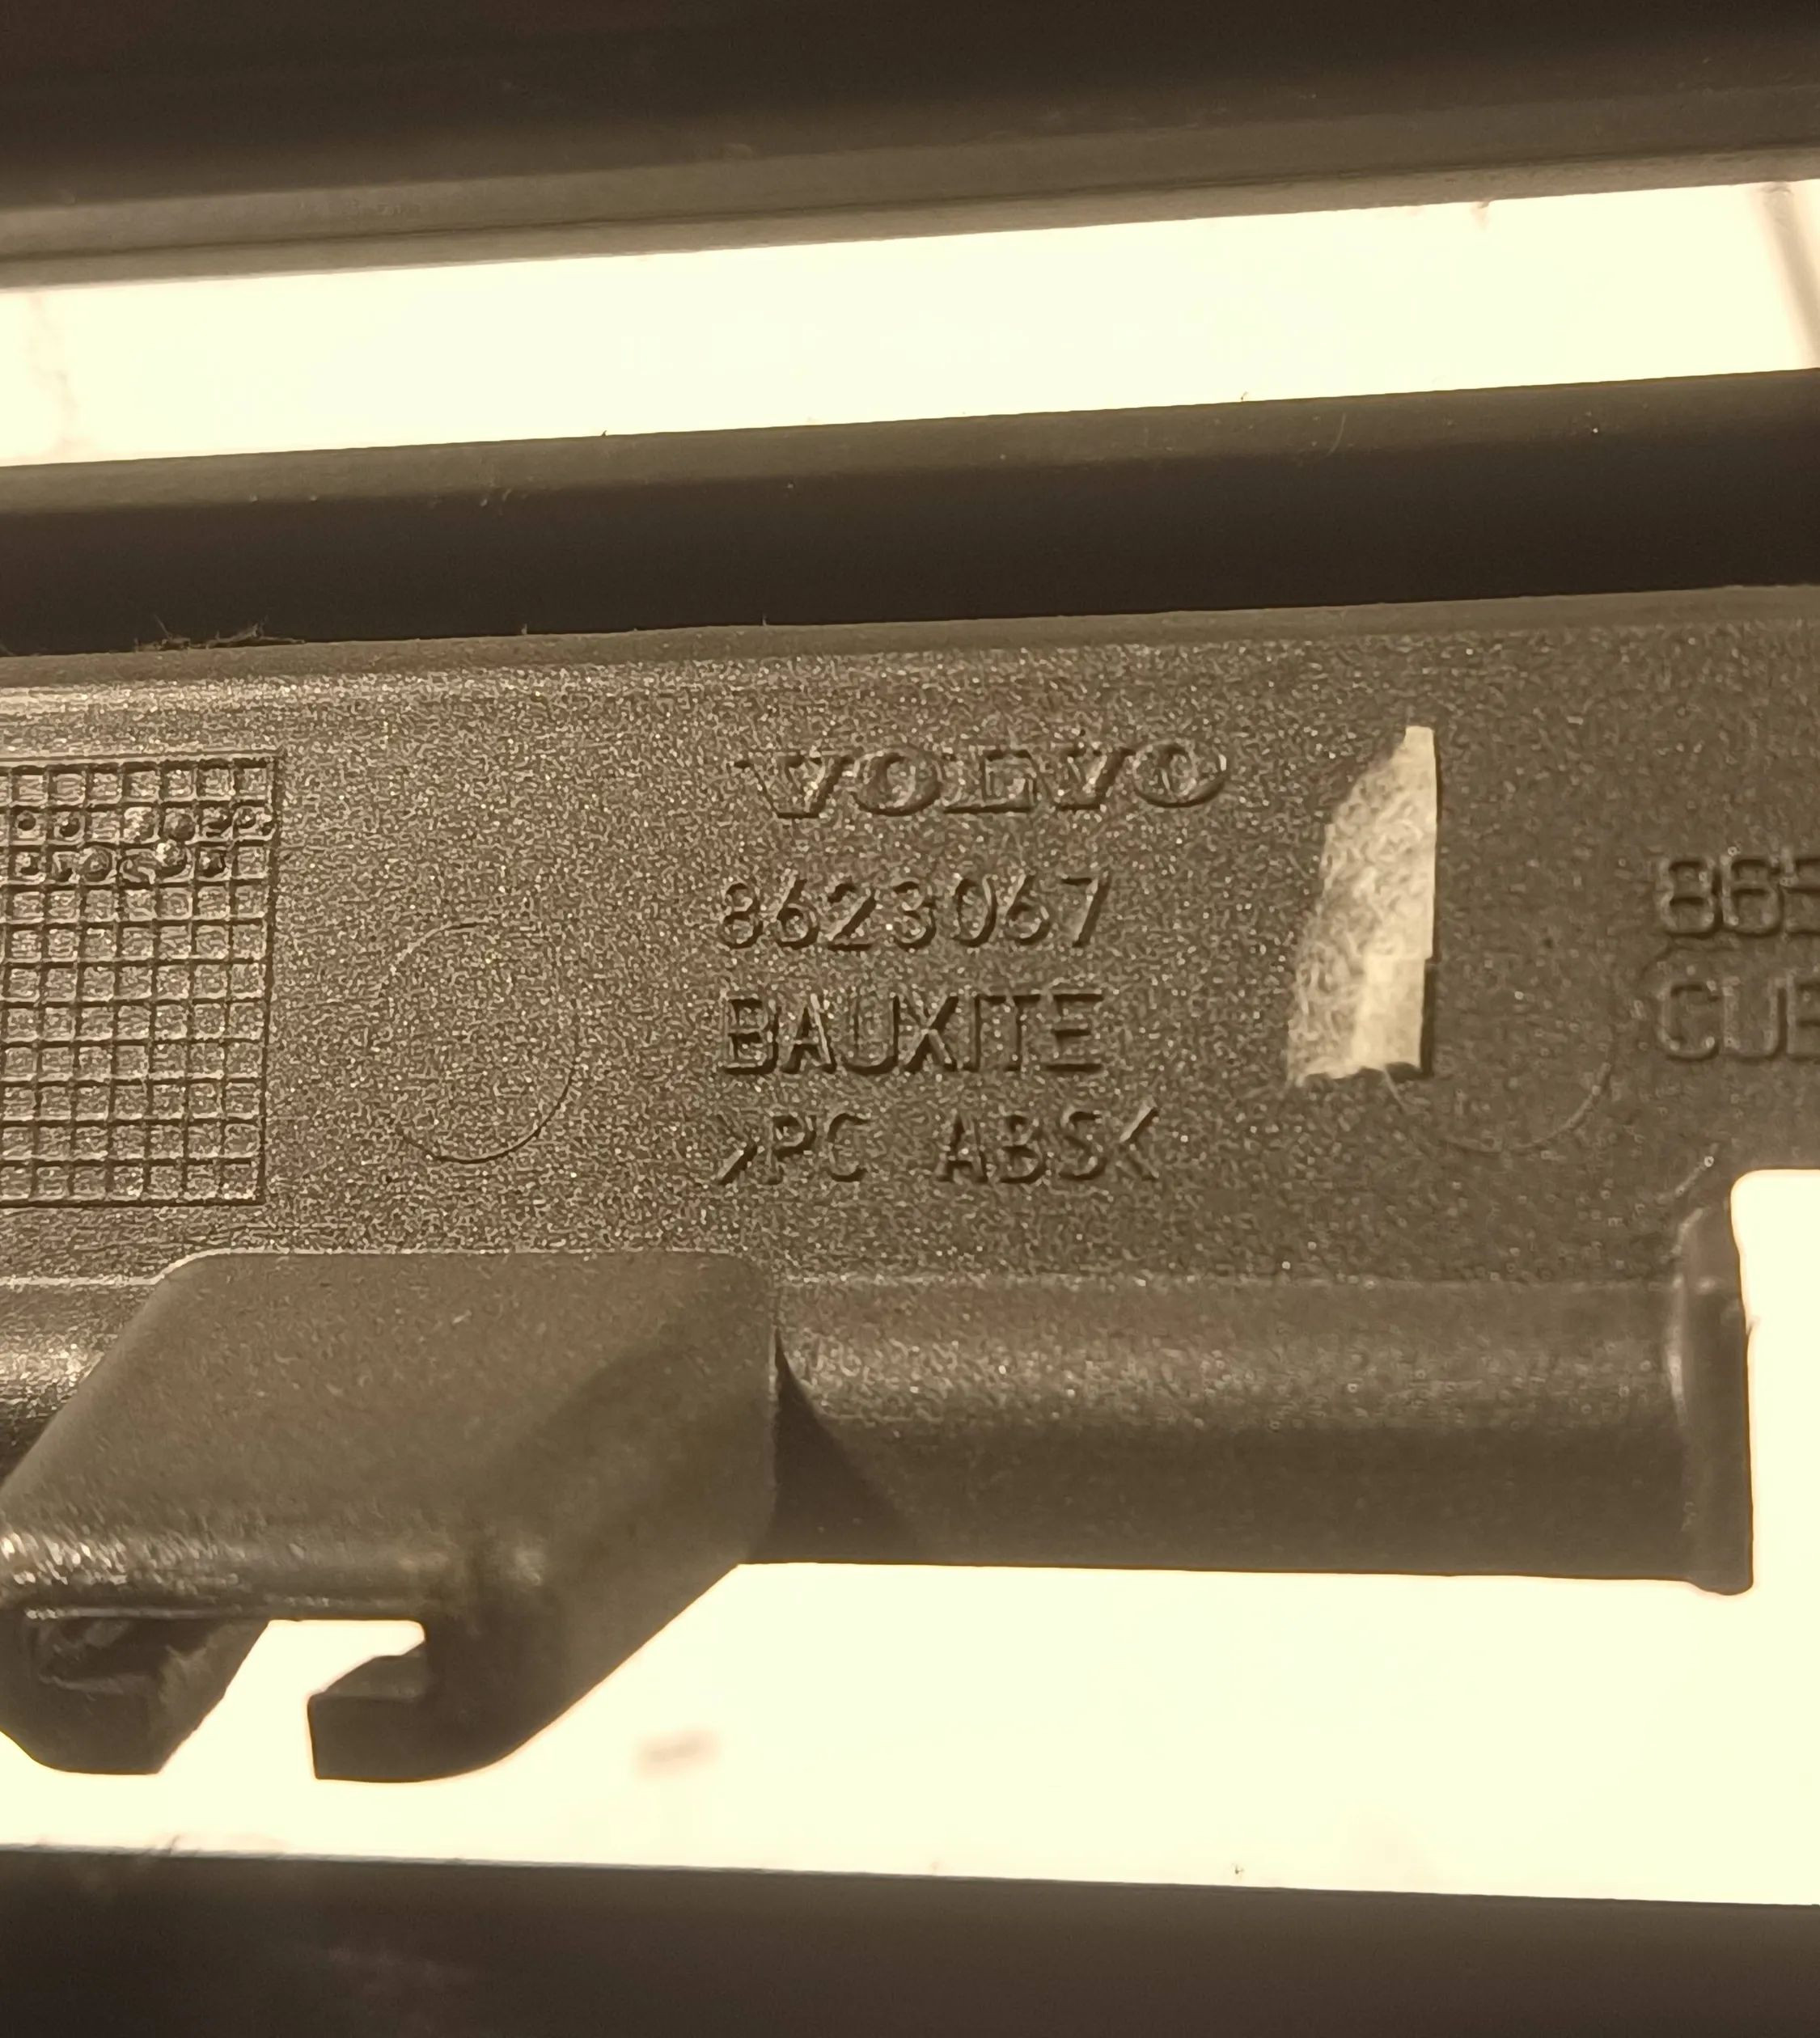 VOLVO
8623067
BAUXITE
>PC ABS<